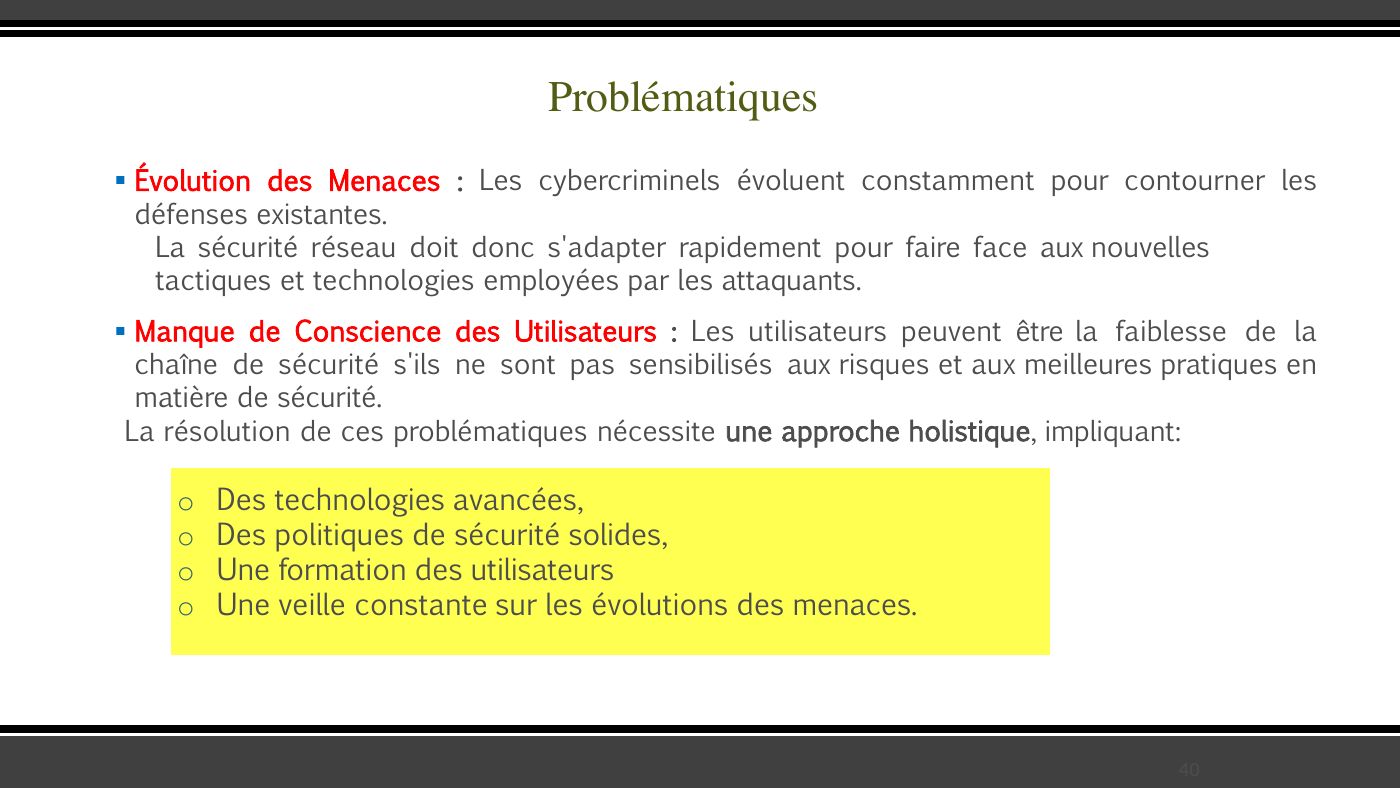 Problématiques
▪ Évolution des Menaces : Les cybercriminels évoluent constamment pour contourner les
défenses existantes.
La sécurité réseau doit donc s'adapter rapidement pour faire face aux nouvelles
tactiques et technologies employées par les attaquants.
▪ Manque de Conscience des Utilisateurs : Les utilisateurs peuvent être la faiblesse de la
chaîne de sécurité s'ils ne sont pas sensibilisés aux risques et aux meilleures pratiques en
matière de sécurité.
La résolution de ces problématiques nécessite une approche holistique, impliquant:
o Des technologies avancées,
o Des politiques de sécurité solides,
o Une formation des utilisateurs
o Une veille constante sur les évolutions des menaces.
40